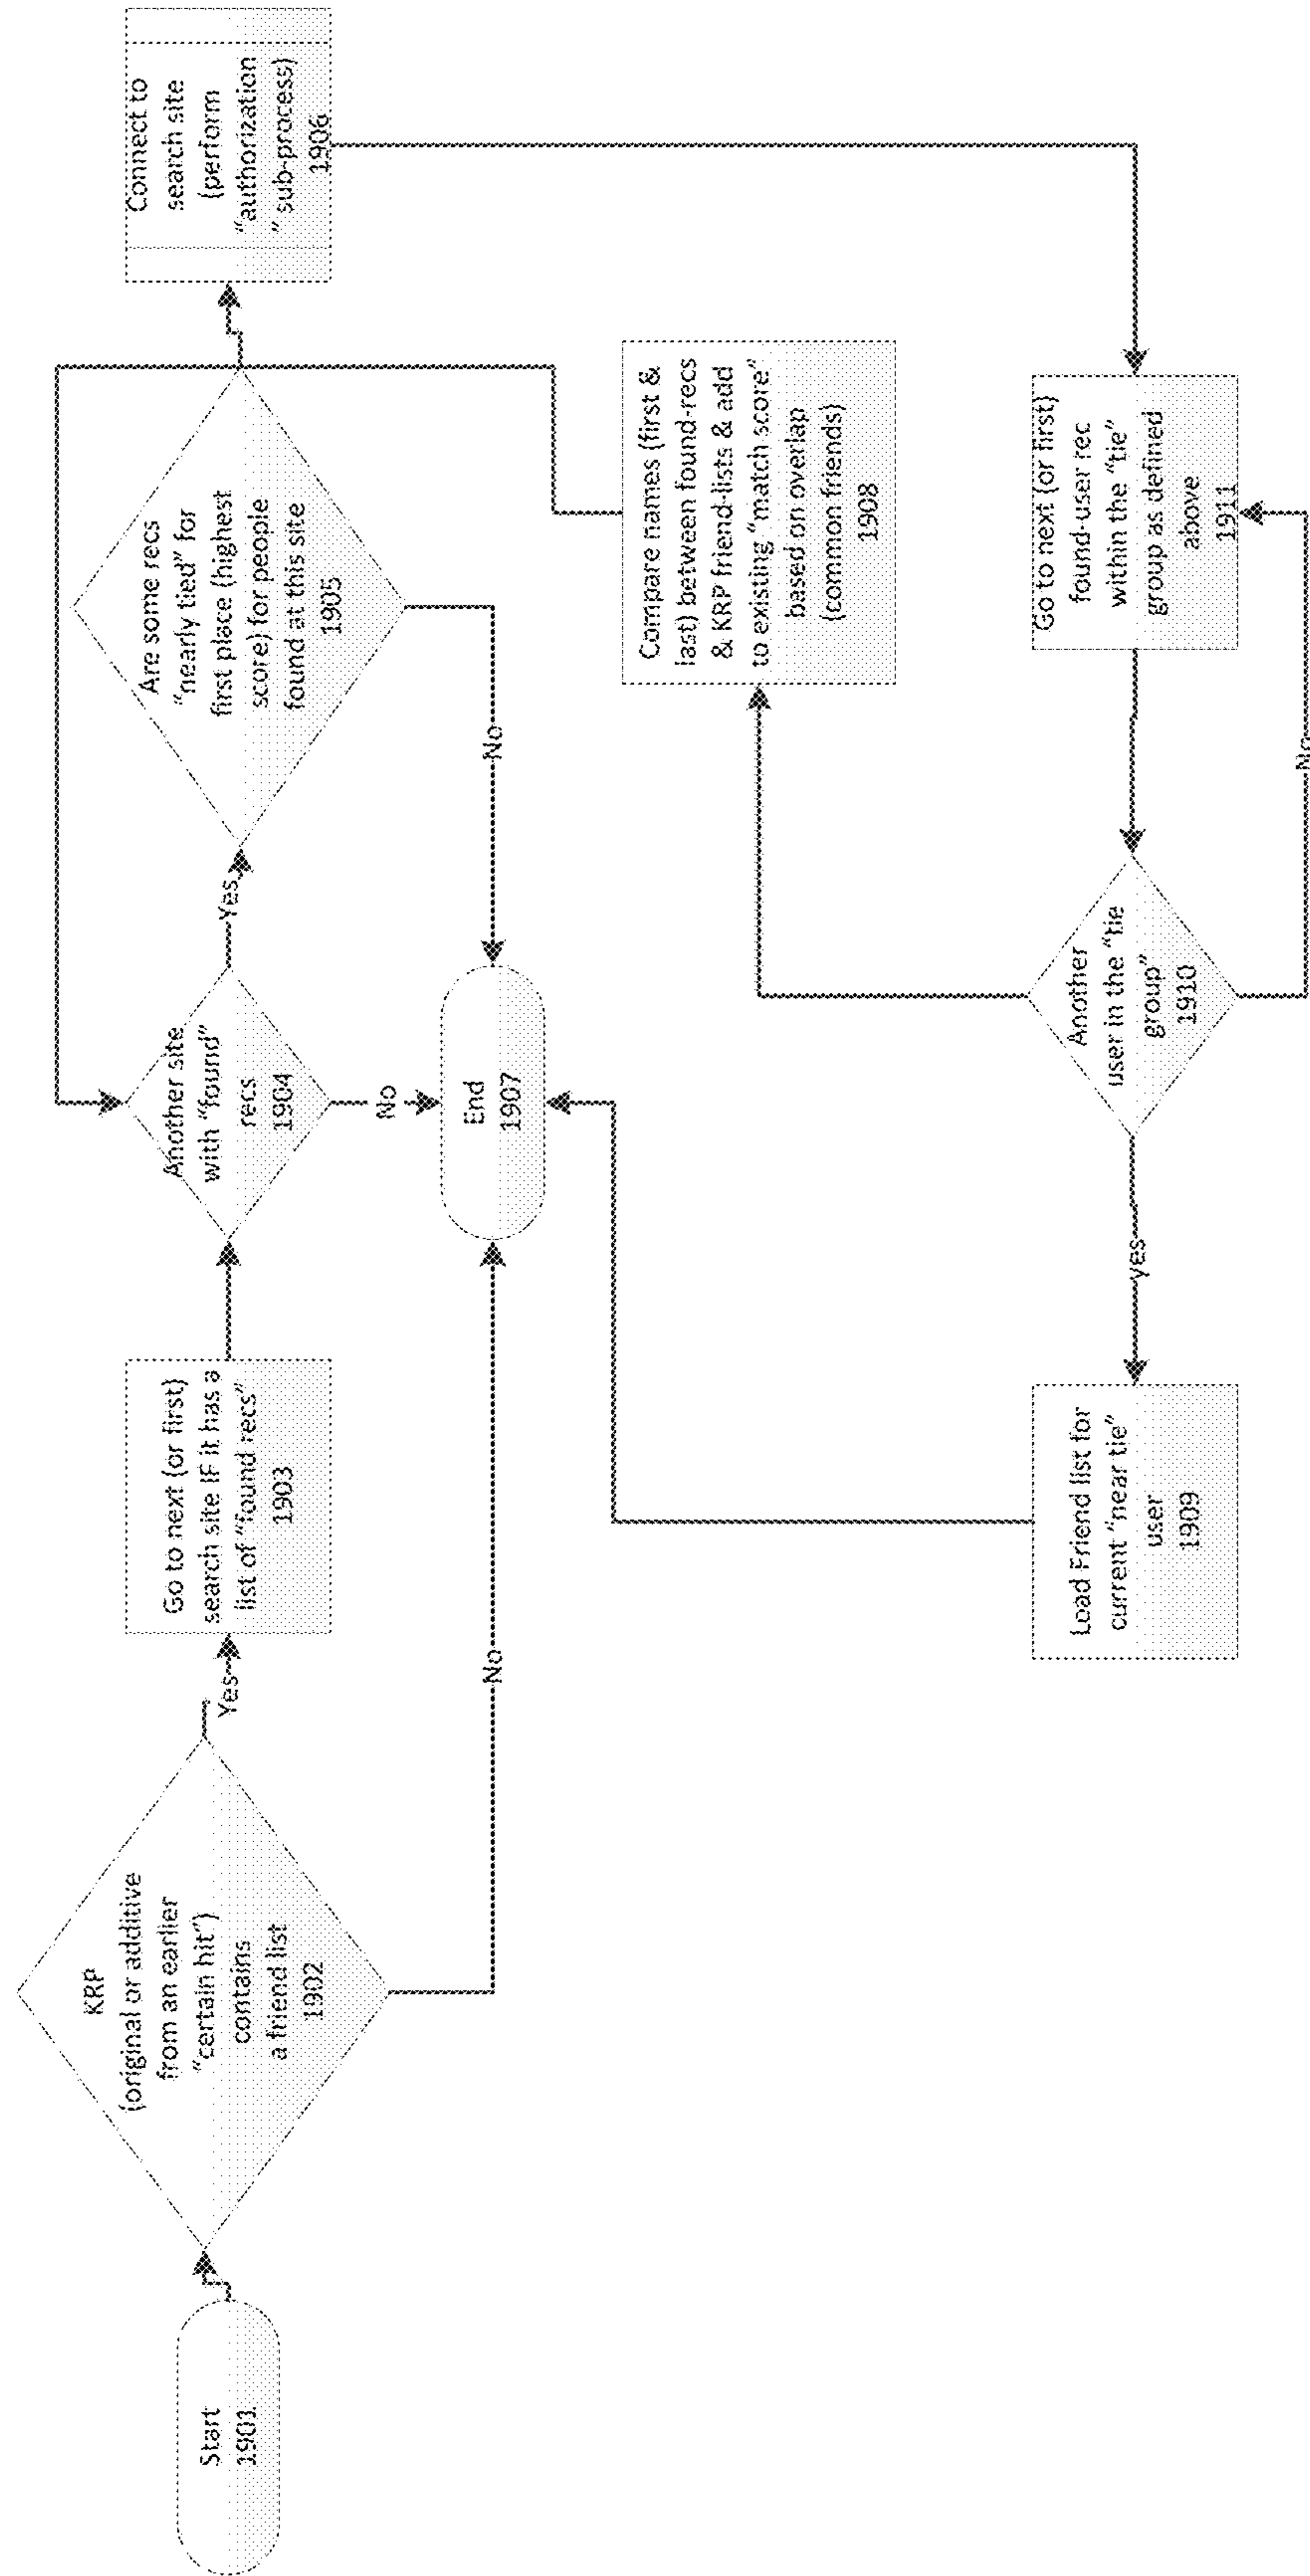 Start
1901
KRP
(original or additive
from an earlier
"certain hit")
contains
a friend list
1902
Yes
No
Go to next (or first)
search site IF it has a
list of "found recs"
1903
Another site
with "found"
recs
1904
Yes
No
Are some recs
"nearly tied" for
first place (highest
score) for people
found at this site
1905
No
Connect to
search site
(perform
"authorization
" sub-process)
1906
End
1907
Compare names (first &
last) between found-recs
& KRP friend-lists & add
to existing "match score"
based on overlap
(common friends)
1908
Load Friend list for
current "near tie"
user
1909
yes
Another
user in the "tie
group"
1910
No
Go to next (or first)
found-user rec
within the "tie"
group as defined
above
1911